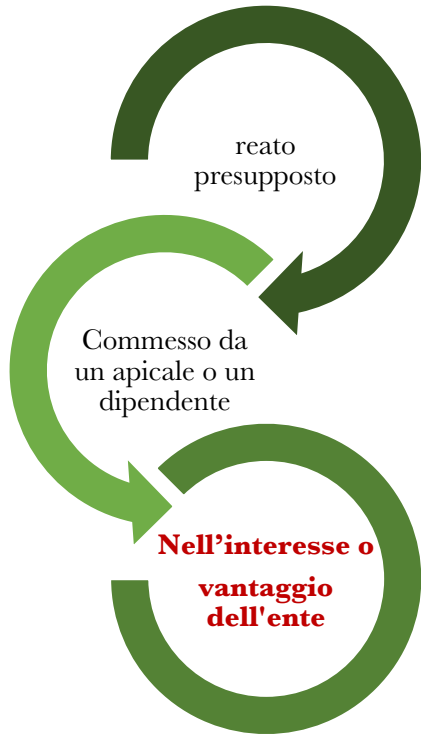 reato
presupposto
Commesso da
un apicale o un
dipendente
Nell’interesse o
vantaggio
dell'ente